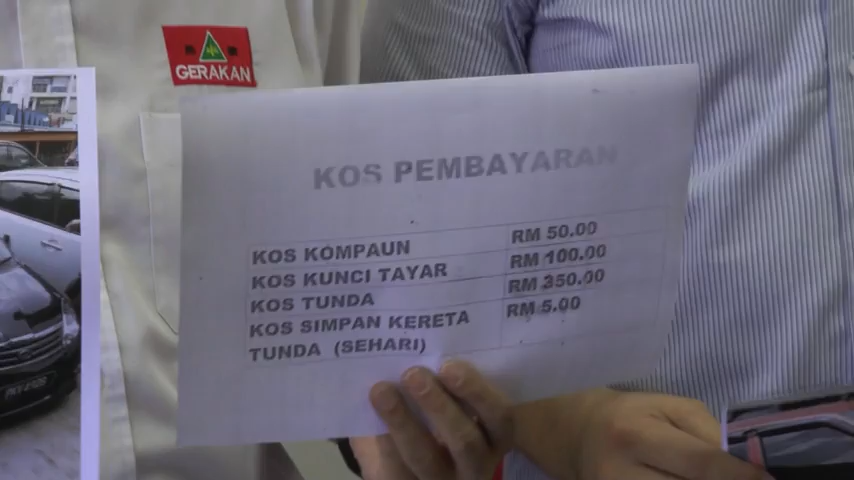 GERAKAN
KOS PEMBAYARAN
KOS KOMPAUN RM 50.00
KOS KUNCI TAYAR RM 100.00
KOS TUNDA RM 350.00
KOS SIMPAN KERETA RM 5.00
TUNDA (SEHARI)